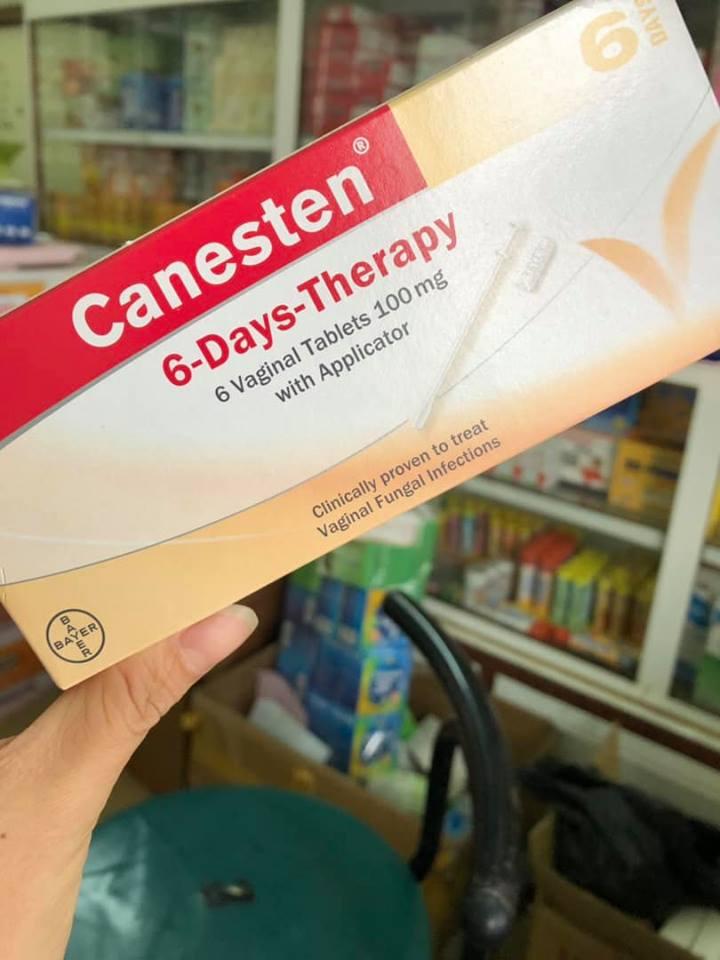 6
DAYS
Canesten®
6-Days-Therapy
6 Vaginal Tablets 100 mg
with Applicator
Clinically proven to treat
Vaginal Fungal Infections
BAYER
BAYER